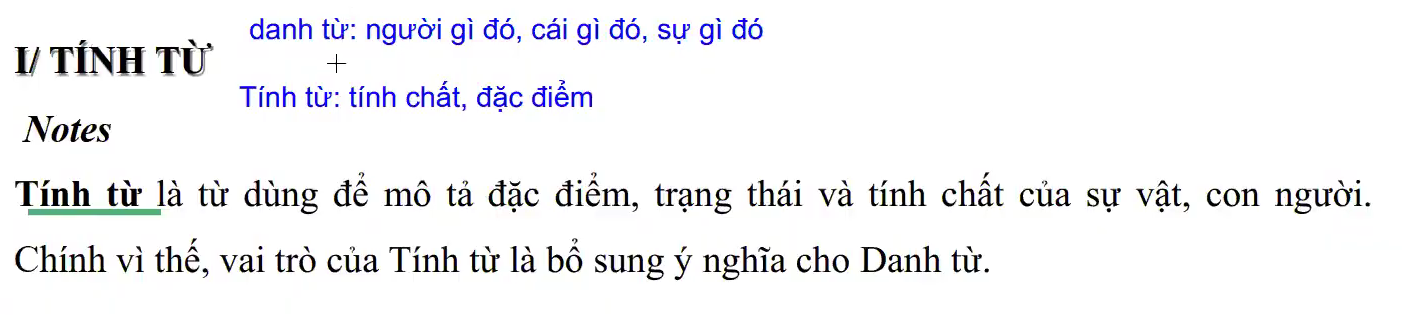 danh từ: người gì đó, cái gì đó, sự gì đó
I/ TÍNH TỪ
Tính từ: tính chất, đặc điểm
Notes
Tính từ là từ dùng để mô tả đặc điểm, trạng thái và tính chất của sự vật, con người.
Chính vì thế, vai trò của Tính từ là bổ sung ý nghĩa cho Danh từ.